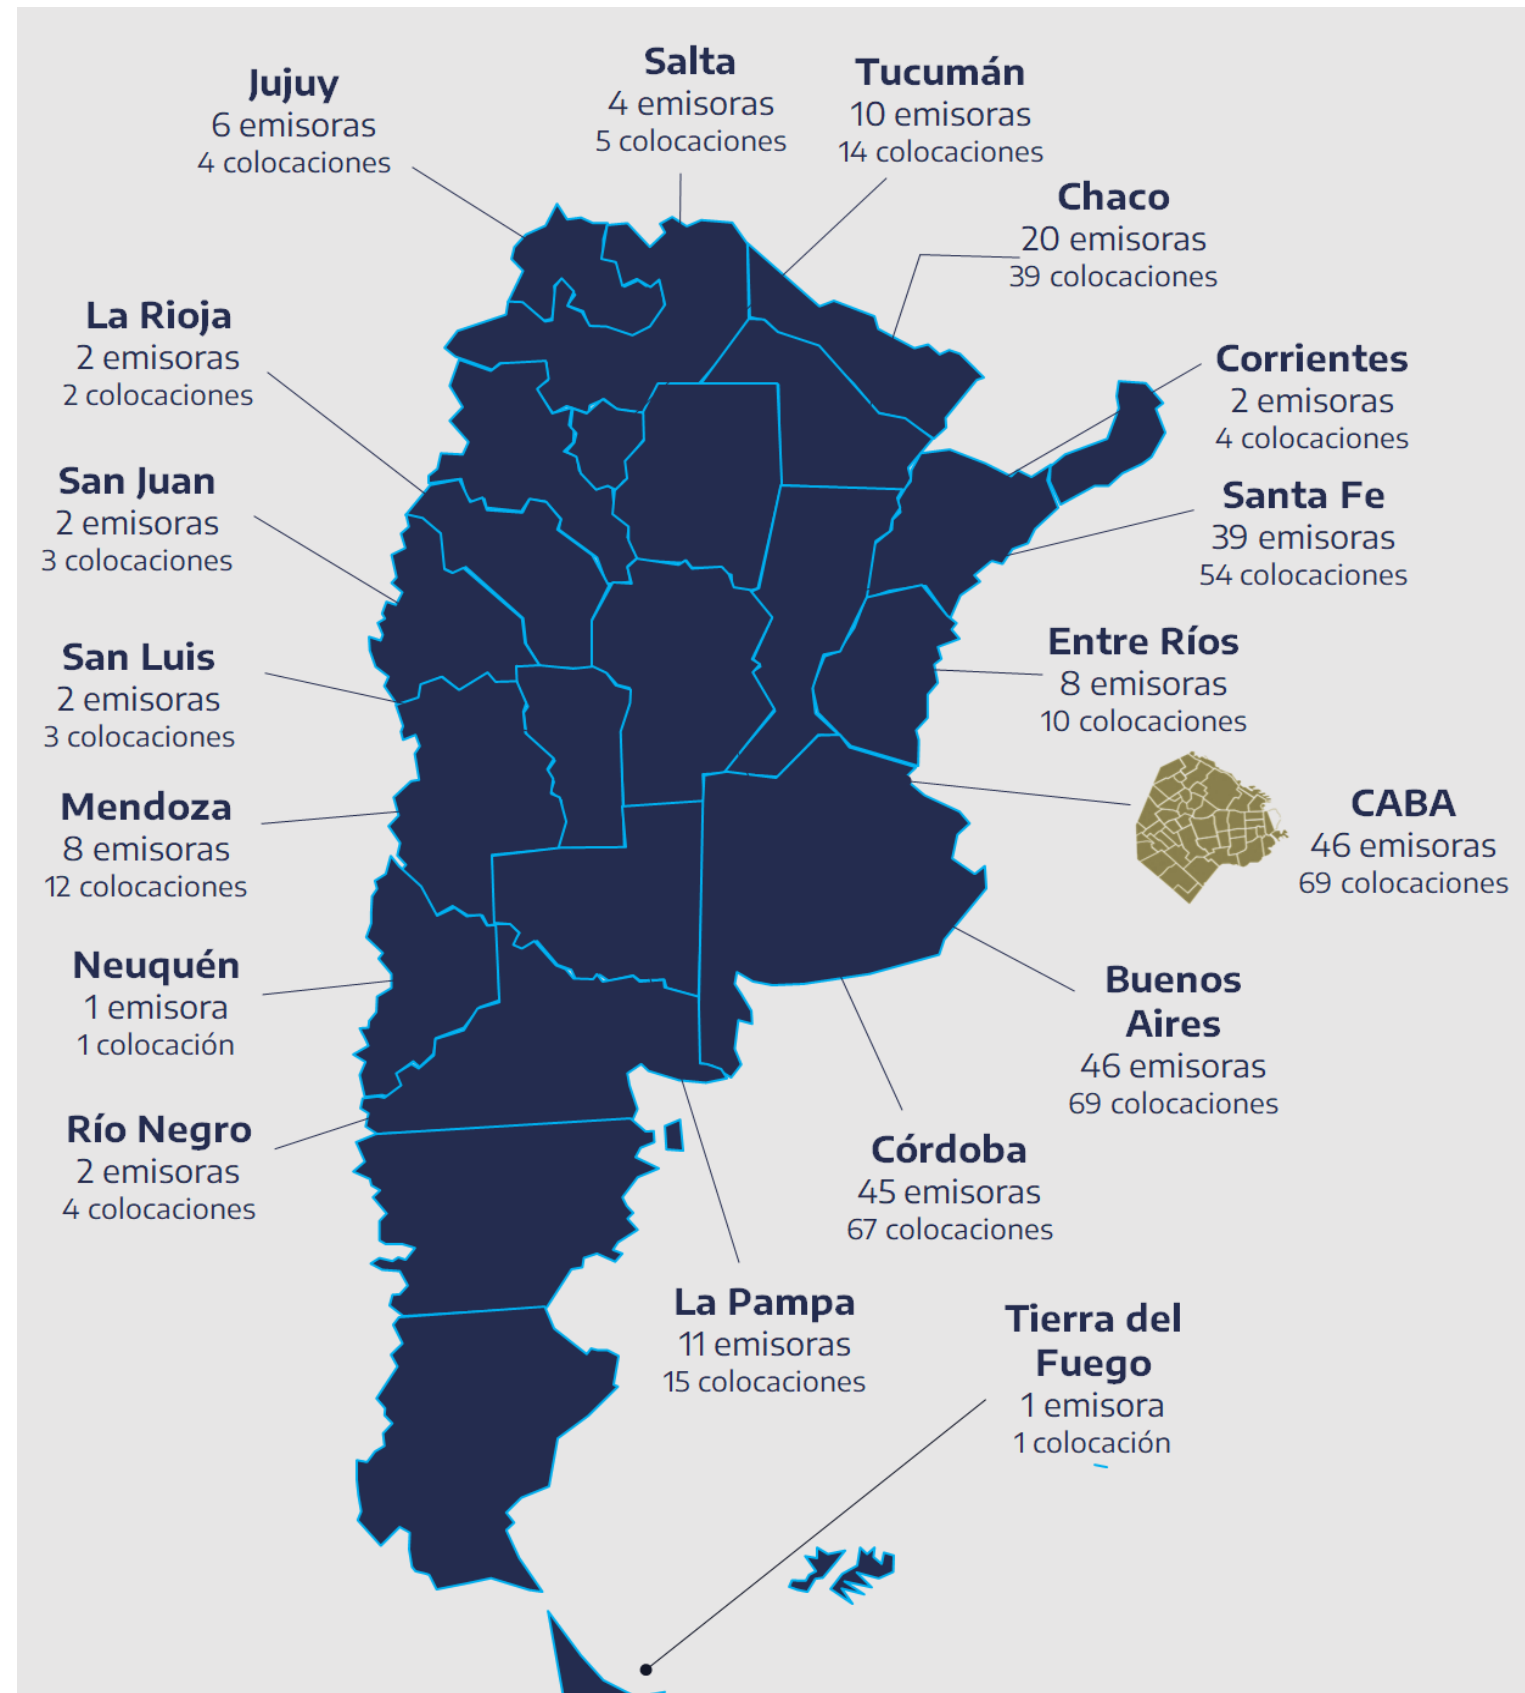 Jujuy
6 emisoras
4 colocaciones
Salta
4 emisoras
5 colocaciones
Tucumán
10 emisoras
14 colocaciones
Chaco
20 emisoras
39 colocaciones
La Rioja
2 emisoras
2 colocaciones
Corrientes
2 emisoras
4 colocaciones
San Juan
2 emisoras
3 colocaciones
Santa Fe
39 emisoras
54 colocaciones
San Luis
2 emisoras
3 colocaciones
Entre Ríos
8 emisoras
10 colocaciones
Mendoza
8 emisoras
12 colocaciones
CABA
46 emisoras
69 colocaciones
Neuquén
1 emisora
1 colocación
Buenos
Aires
46 emisoras
69 colocaciones
Río Negro
2 emisoras
4 colocaciones
Córdoba
45 emisoras
67 colocaciones
La Pampa
11 emisoras
15 colocaciones
Tierra del
Fuego
1 emisora
1 colocación